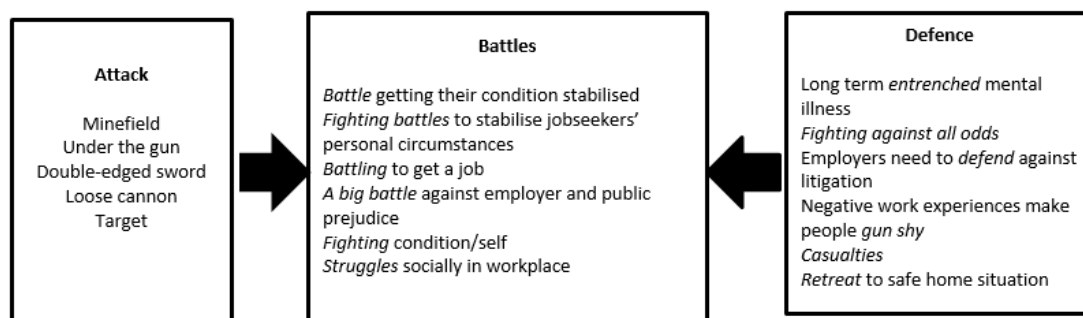 Attack
Minefield
Under the gun
Double-edged sword
Loose cannon
Target
Battles
Battle getting their condition stabilised
Fighting battles to stabilise jobseekers'
personal circumstances
Battling to get a job
A big battle against employer and public
prejudice
Fighting condition/self
Struggles socially in workplace
Defence
Long term entrenched mental
illness
Fighting against all odds
Employers need to defend against
litigation
Negative work experiences make
people gun shy
Casualties
Retreat to safe home situation